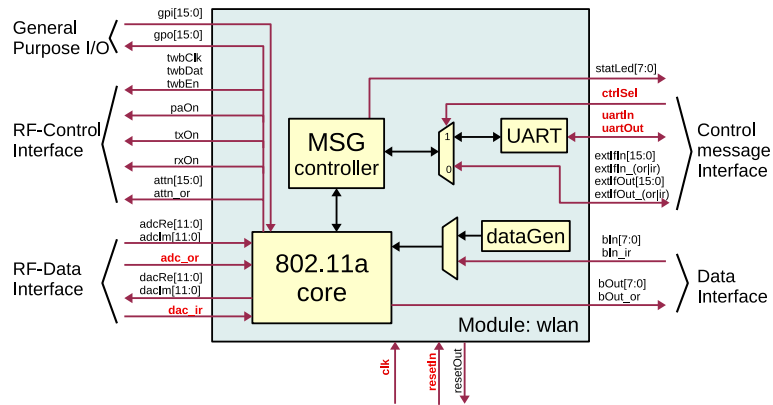 General
Purpose I/O
gpi[15:0]
gpo[15:0]
RF-Control
Interface
twbClk
twbDat
twbEn
paOn
txOn
rxOn
attn[15:0]
attn_or
RF-Data
Interface
adcRe[11:0]
adcIm[11:0]
adc_or
dacRe[11:0]
dacIm[11:0]
dac_ir
MSG
controller
802.11a
core
1
0
UART
dataGen
Module: wlan
clk
resetIn
resetOut
statLed[7:0]
ctrlSel
uartIn
uartOut
extIfIn[15:0]
extIfIn_(or|ir)
extIfOut[15:0]
extIfOut_(or|ir)
Control
message
Interface
bIn[7:0]
bIn_ir
bOut[7:0]
bOut_or
Data
Interface